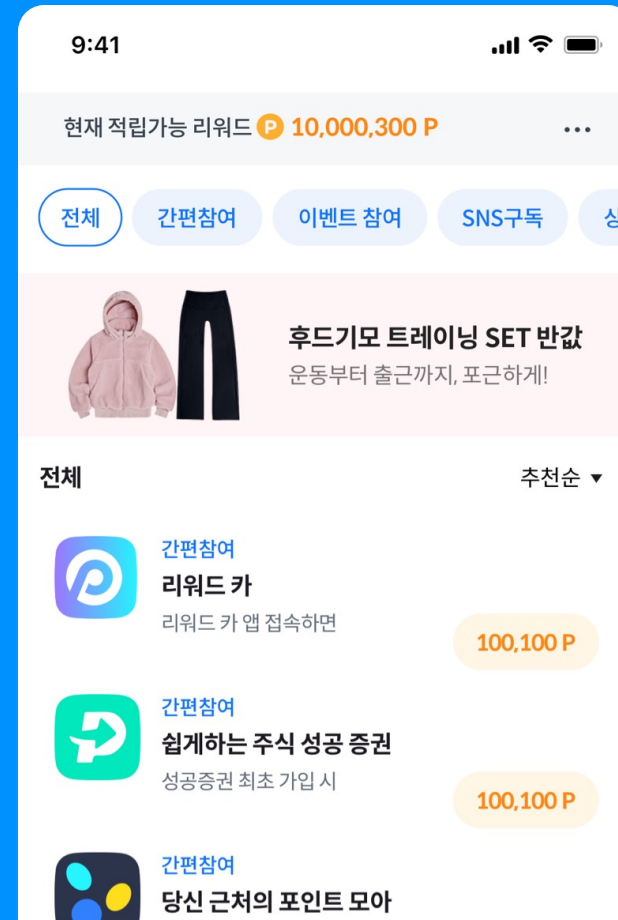 9:41
현재 적립가능 리워드 P 10,000,300 P
전체 간편참여 이벤트 참여 SNS구독
후드기모 트레이닝 SET 반값
운동부터 출근까지, 포근하게!
전체 추천순 ▼
간편참여
리워드 카
리워드 카 앱 접속하면
100,100 P
간편참여
쉽게하는 주식 성공 증권
성공증권 최초 가입 시
100,100 P
간편참여
당신 근처의 포인트 모아